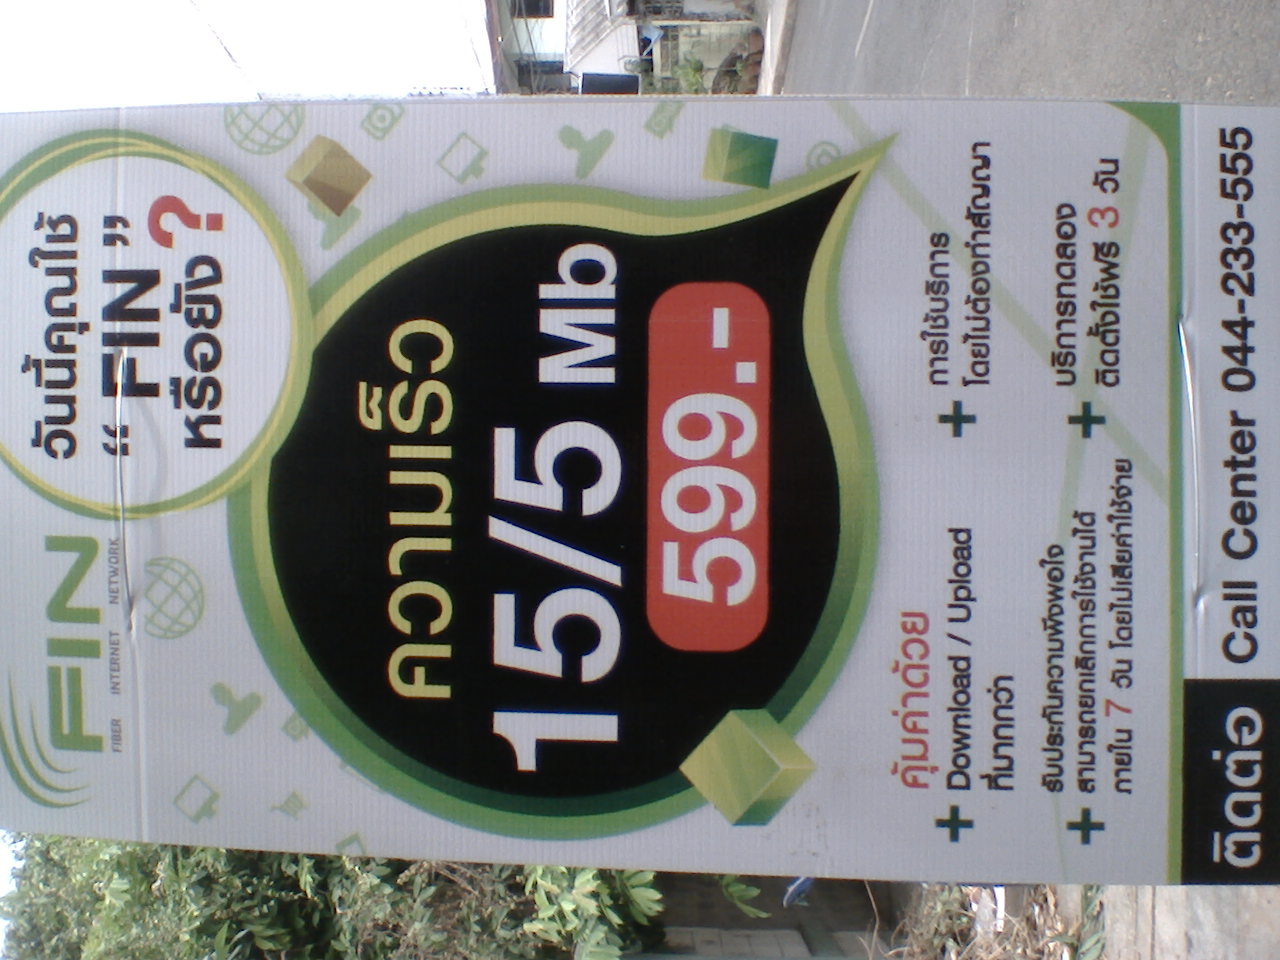 FIN
FIBER INTERNET NETWORK
วันนี้คุณใช้
“ FIN ”
หรือยัง ?
ความเร็ว
15/5 Mb
599.-
คุ้มค่าด้วย
+ Download / Upload
ที่มากกว่า
+ การใช้บริการ
โดยไม่ต้องทำสัญญา
รับประกันความพึงพอใจ
+ สามารถยกเลิกการใช้งานได้
ภายใน 7 วัน โดยไม่เสียค่าใช้จ่าย
+ บริการทดลอง
ติดตั้งใช้ฟรี 3 วัน
ติดต่อ Call Center 044-233-555